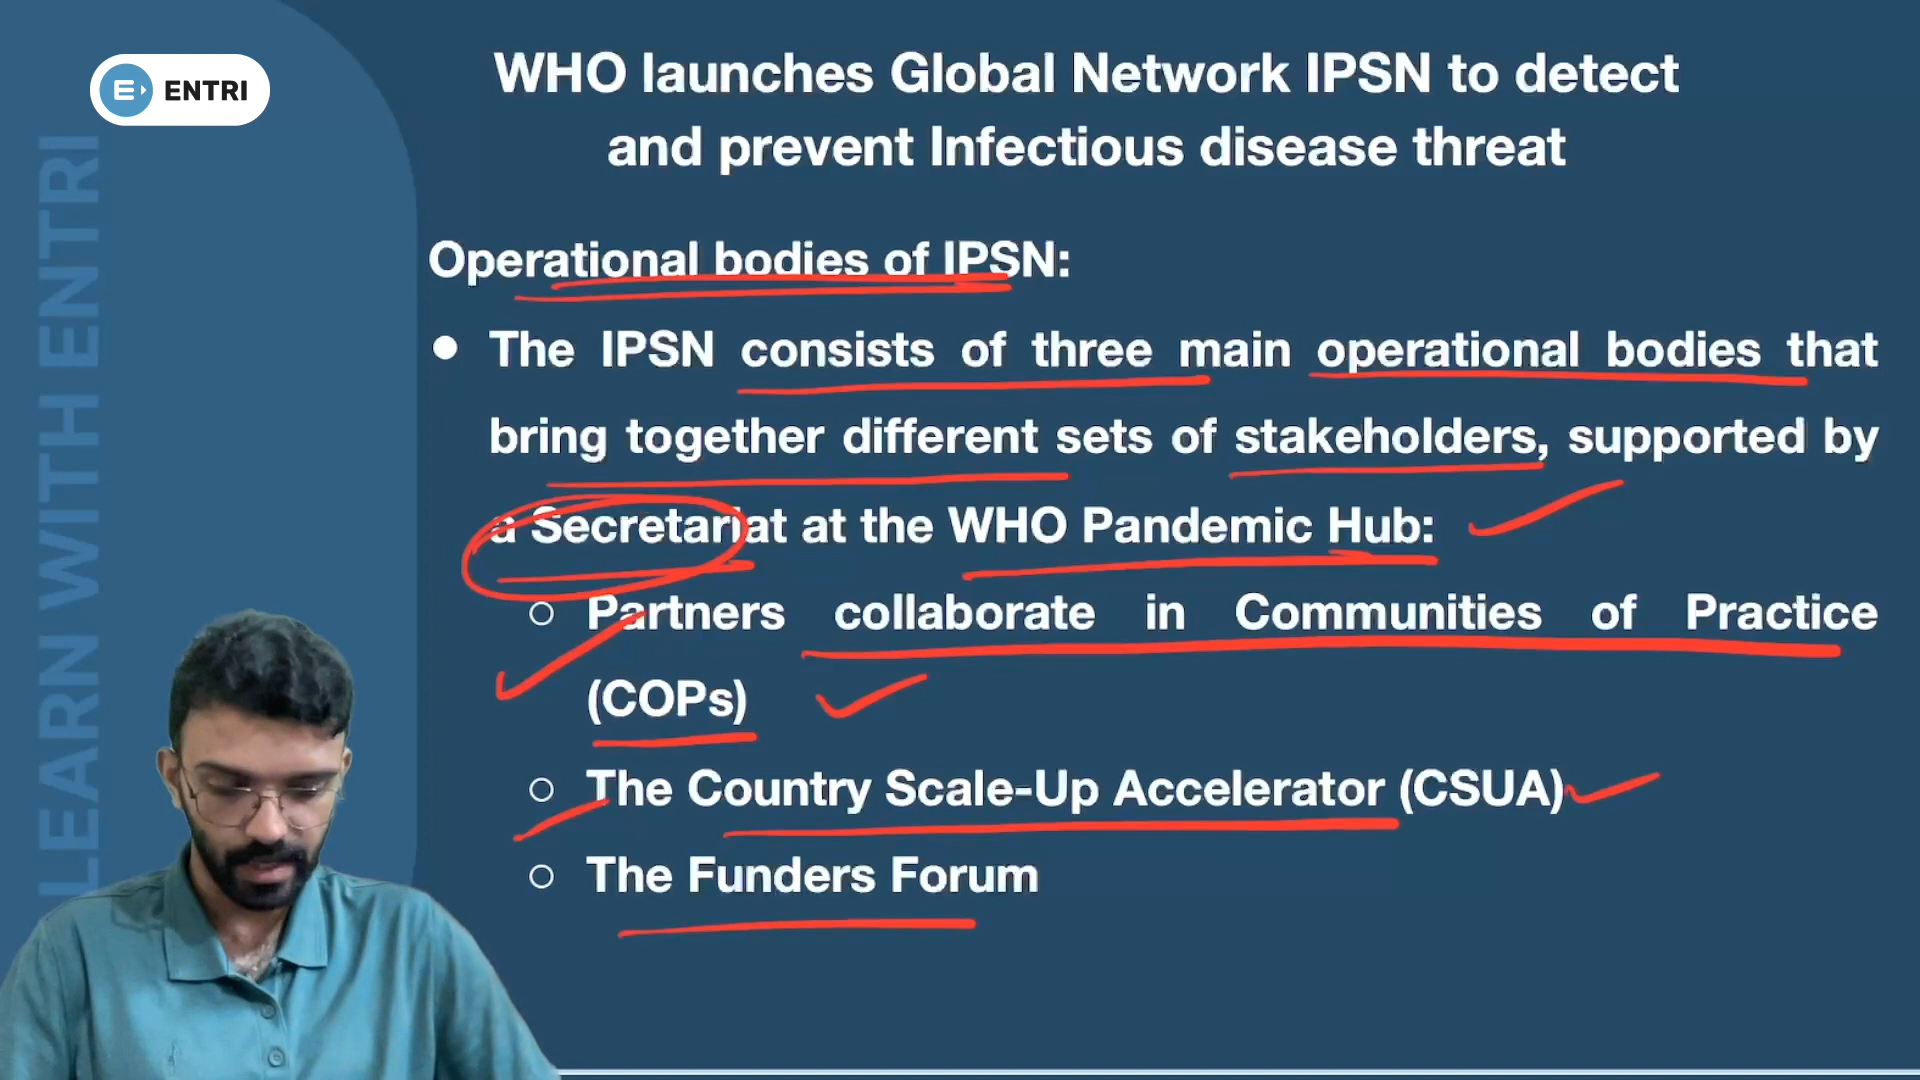 ENTRI
LEARN WITH ENTRI
WHO launches Global Network IPSN to detect
and prevent Infectious disease threat
Operational bodies of IPSN:
● The IPSN consists of three main operational bodies that
bring together different sets of stakeholders, supported by
a Secretariat at the WHO Pandemic Hub:
○ Partners collaborate in Communities of Practice
(COPs)
○ The Country Scale-Up Accelerator (CSUA)
○ The Funders Forum